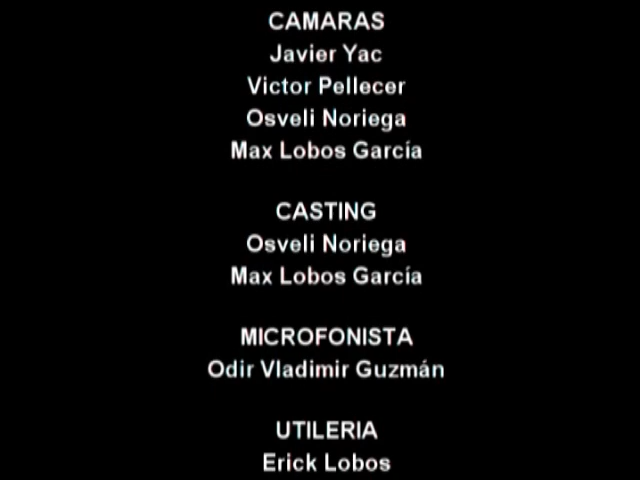 CAMARAS
Javier Yac
Victor Pellecer
Osveli Noriega
Max Lobos García
CASTING
Osveli Noriega
Max Lobos García
MICROFONISTA
Odir Vladimir Guzmán
UTILERIA
Erick Lobos